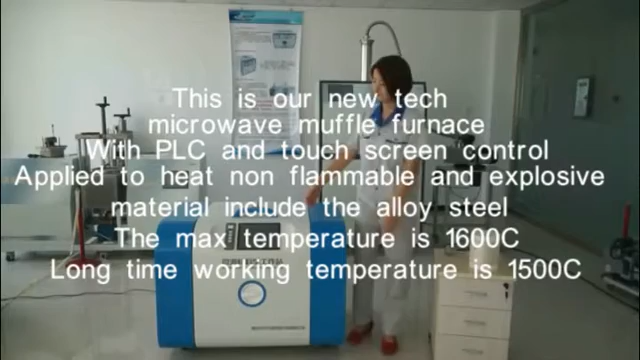 This is our new tech
microwave muffle furnace
With PLC and touch screen control
Applied to heat non flammable and explosive
material include the alloy steel
The max temperature is 1600C
Long time working temperature is 1500C